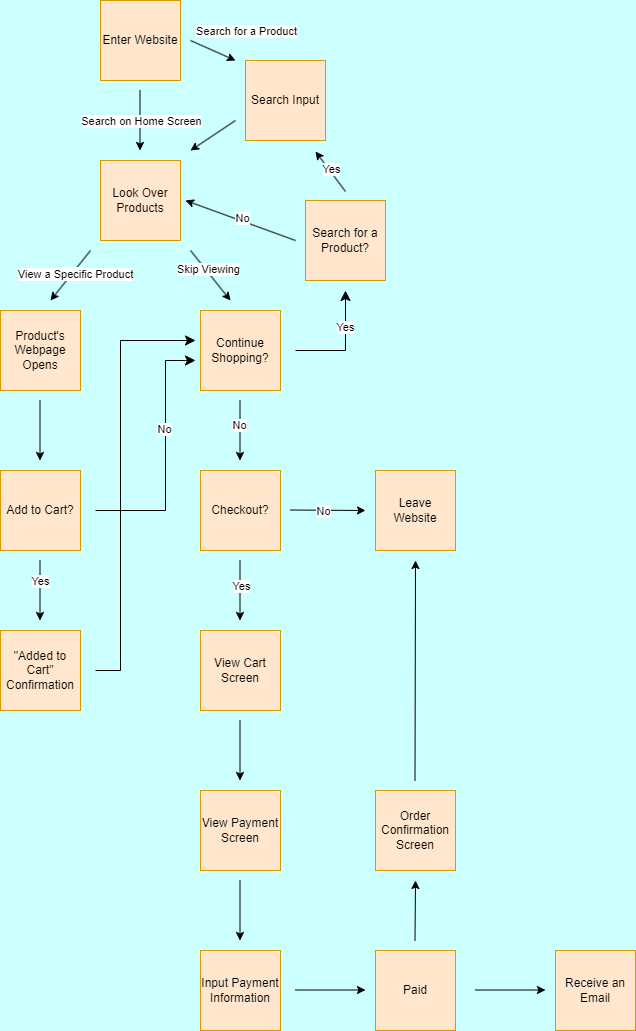 Enter Website
Search for a Product
Search Input
Search on Home Screen
Yes
Look Over
Products
No
Search for a
Product?
View a Specific Product
Skip Viewing
Product's
Webpage
Opens
Continue
Shopping?
Yes
No
No
Add to Cart?
Checkout?
No
Leave
Website
Yes
Yes
"Added to
Cart"
Confirmation
View Cart
Screen
View Payment
Screen
Order
Confirmation
Screen
Input Payment
Information
Paid
Receive an
Email